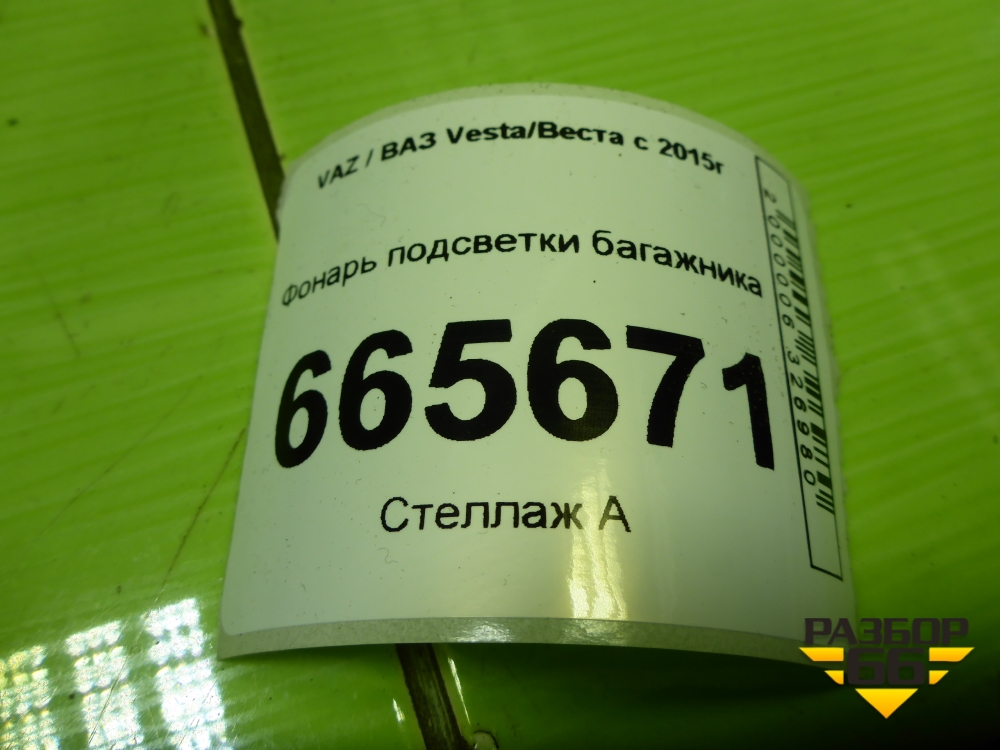 VAZ / ВАЗ Vesta/Веста с 2015г
Фонарь подсветки багажника
665671
Стеллаж А
2000006326980
РАЗБОР
66